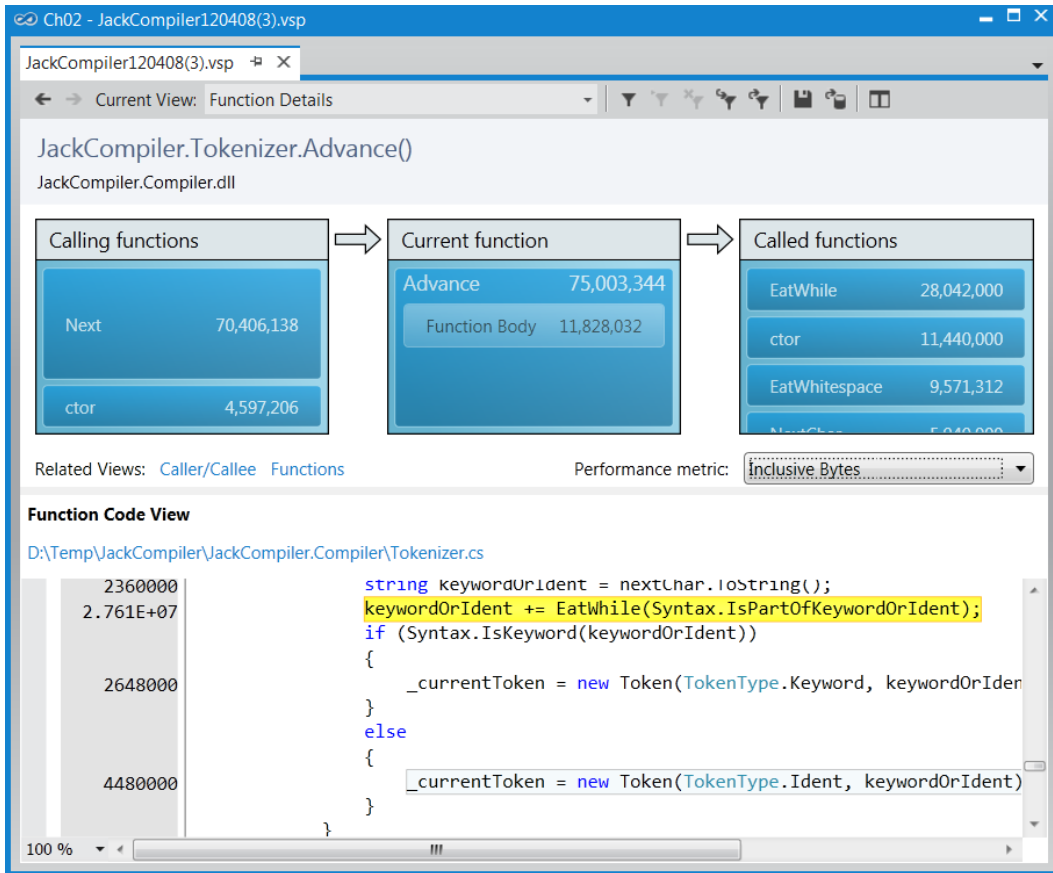 Ch02 - JackCompiler120408(3).vsp
JackCompiler120408(3).vsp
Current View: Function Details
JackCompiler.Tokenizer.Advance()
JackCompiler.Compiler.dll
Calling functions
Next 70,406,138
ctor 4,597,206
Current function
Advance 75,003,344
Function Body 11,828,032
Called functions
EatWhile 28,042,000
ctor 11,440,000
EatWhitespace 9,571,312
NextChar
Related Views: Caller/Callee Functions
Performance metric: Inclusive Bytes
Function Code View
D:\Temp\JackCompiler\JackCompiler.Compiler\Tokenizer.cs
2360000 string keywordOrIdent = nextChar.ToString();
2.761E+07 keywordOrIdent += EatWhile(Syntax.IsPartOfKeywordOrIdent);
if (Syntax.IsKeyword(keywordOrIdent))
{
2648000 _currentToken = new Token(TokenType.Keyword, keywordOrIden
}
else
{
4480000 _currentToken = new Token(TokenType.Ident, keywordOrIdent)
}
}
100 %